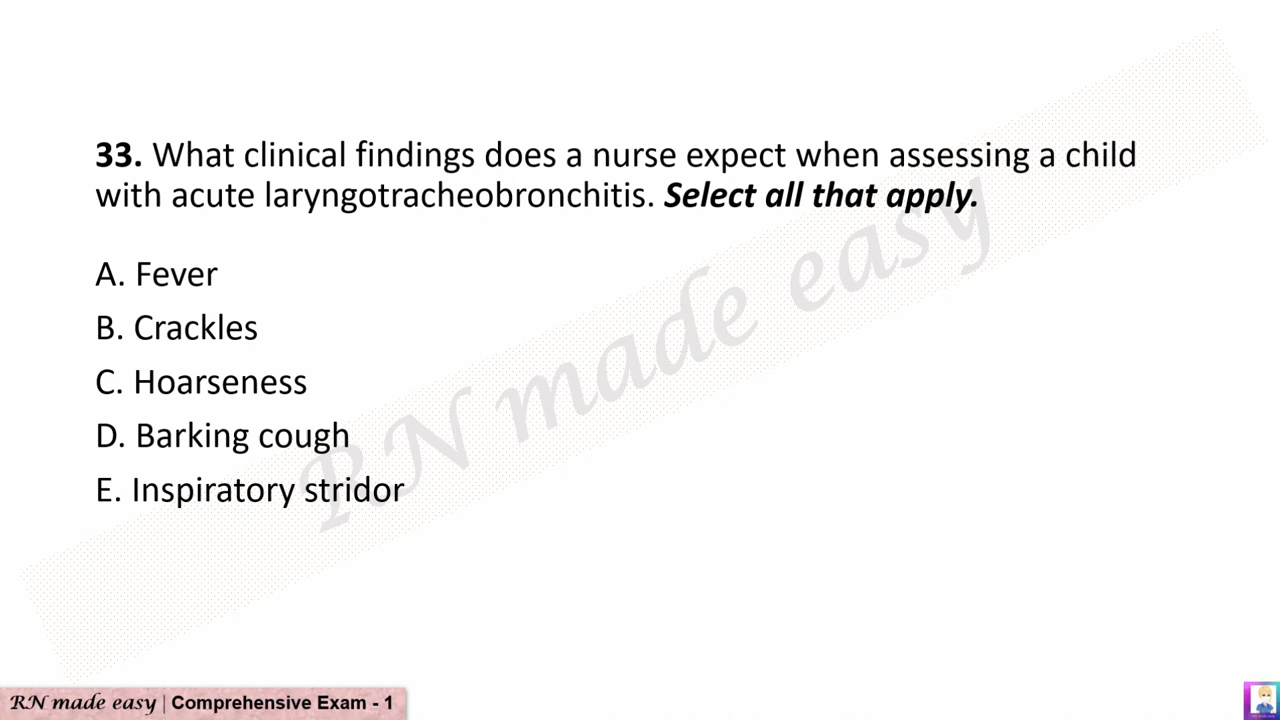 33. What clinical findings does a nurse expect when assessing a child
with acute laryngotracheobronchitis. Select all that apply.
A. Fever
B. Crackles
C. Hoarseness
D. Barking cough
E. Inspiratory stridor
RN made easy
RN made easy | Comprehensive Exam - 1